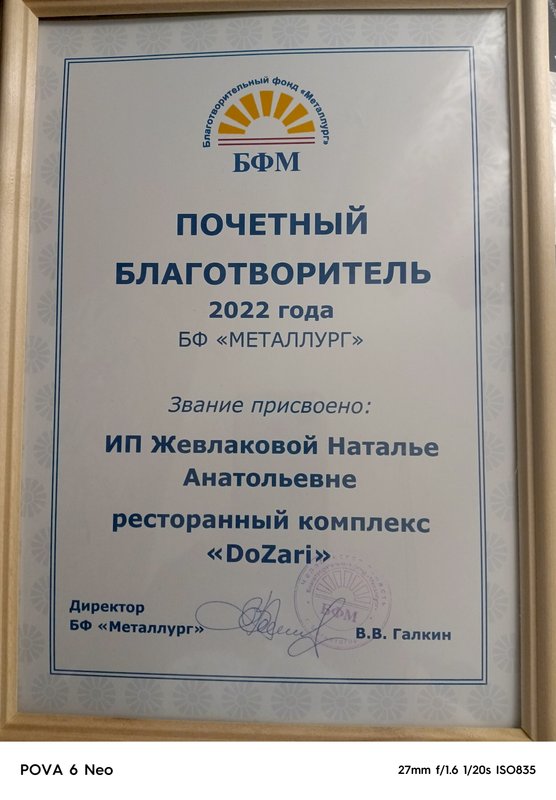 Благотворительный фонд «Металлург»
БФМ
ПОЧЕТНЫЙ
БЛАГОТВОРИТЕЛЬ
2022 года
БФ «МЕТАЛЛУРГ»
Звание присвоено:
ИП Жевлаковой Наталье
Анатольевне
ресторанный комплекс
«DoZari»
Директор
БФ «Металлург»
БФМ
В.В. Галкин
POVA 6 Neo
27mm f/1.6 1/20s ISO835